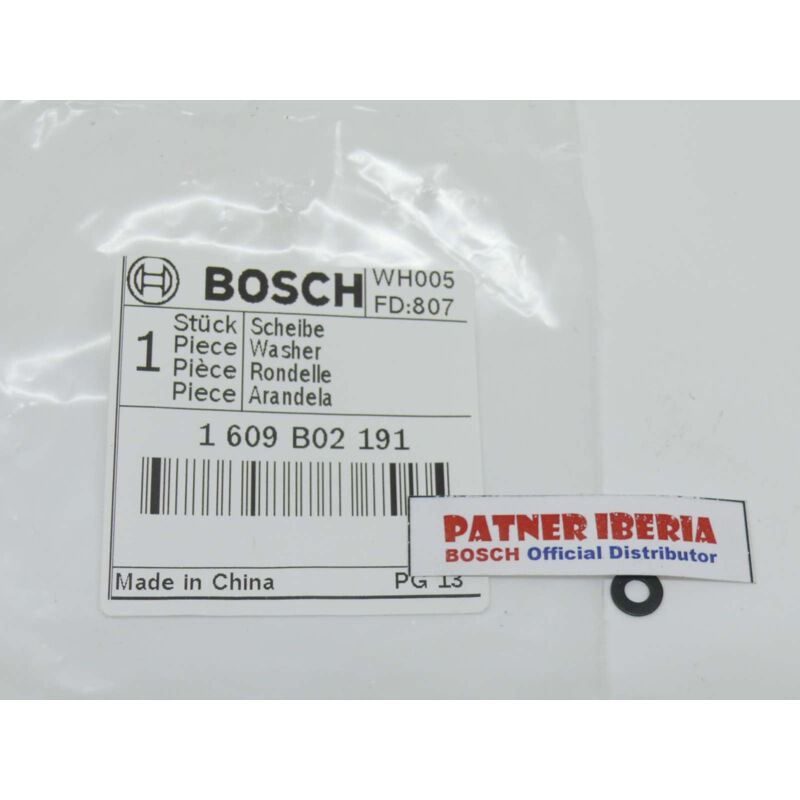 BOSCH WH005
FD:807
1 Stück Scheibe
Piece Washer
Pièce Rondelle
Piece Arandela
1 609 B02 191
Made in China PG 13
PATNER IBERIA
BOSCH Official Distributor